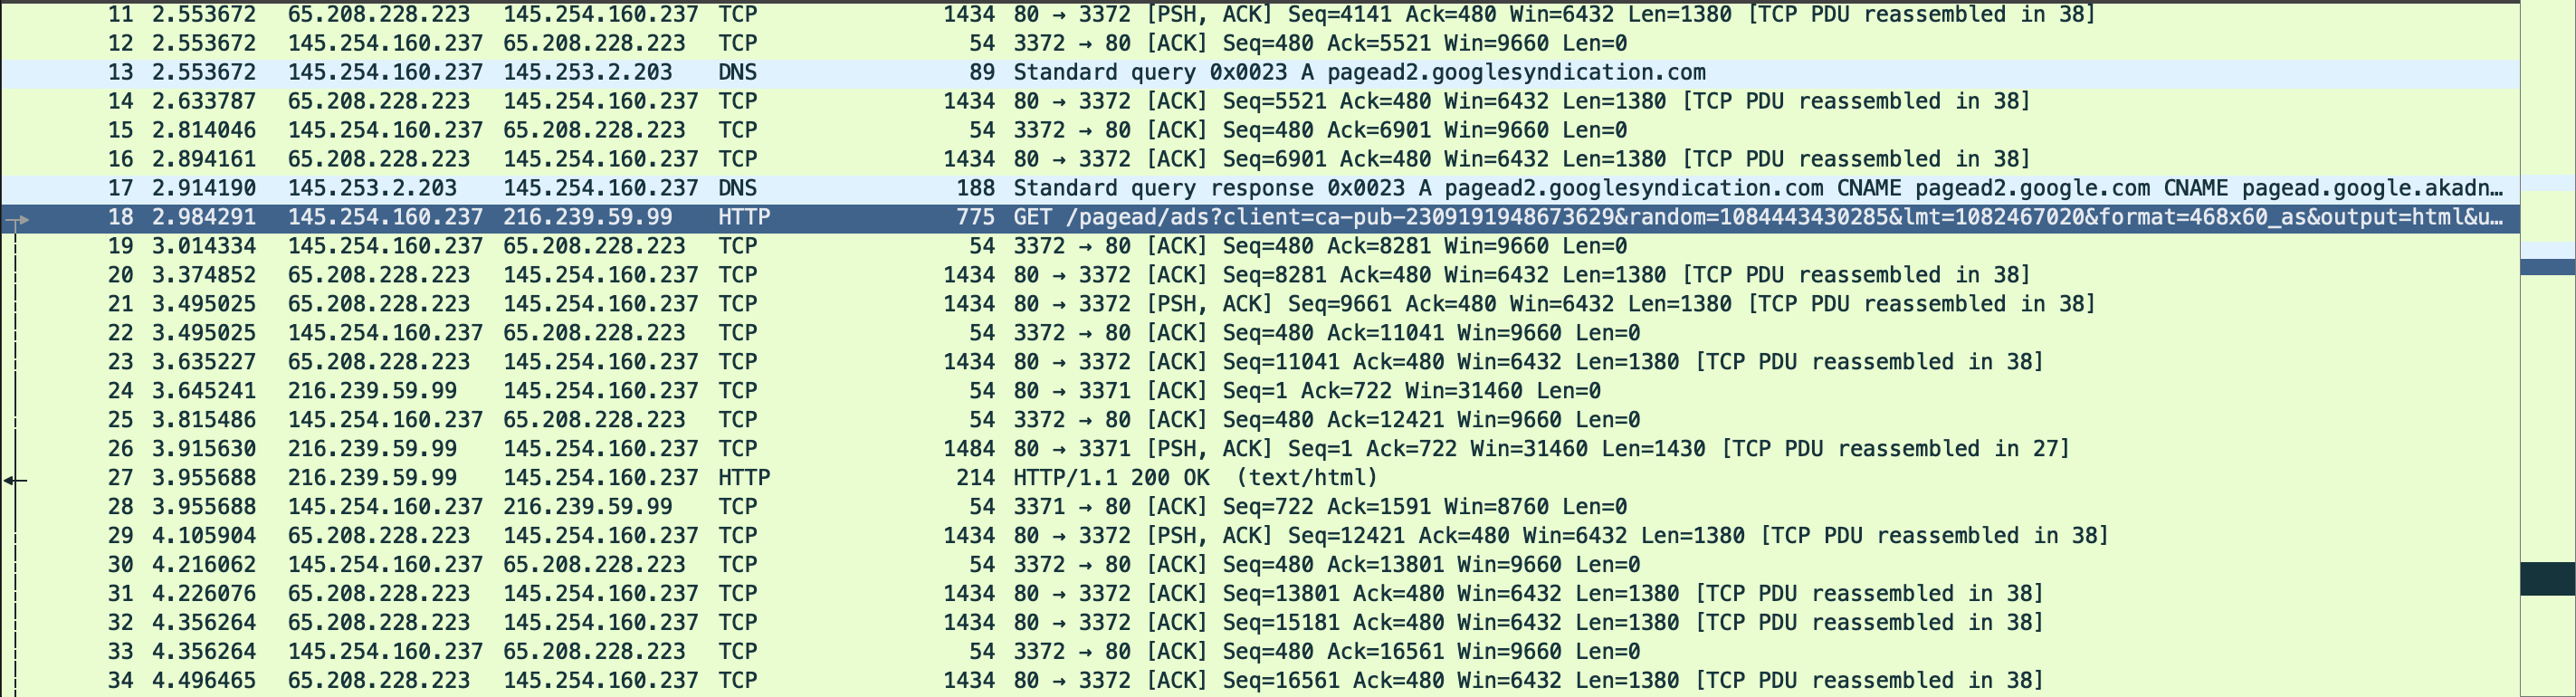 11 2.553672 65.208.228.223 145.254.160.237 TCP 1434 80 → 3372 [PSH, ACK] Seq=4141 Ack=480 Win=6432 Len=1380 [TCP PDU reassembled in 38]
12 2.553672 145.254.160.237 65.208.228.223 TCP 54 3372 → 80 [ACK] Seq=480 Ack=5521 Win=9660 Len=0
13 2.553672 145.254.160.237 145.253.2.203 DNS 89 Standard query 0x0023 A pagead2.googlesyndication.com
14 2.633787 65.208.228.223 145.254.160.237 TCP 1434 80 → 3372 [ACK] Seq=5521 Ack=480 Win=6432 Len=1380 [TCP PDU reassembled in 38]
15 2.814046 145.254.160.237 65.208.228.223 TCP 54 3372 → 80 [ACK] Seq=480 Ack=6901 Win=9660 Len=0
16 2.894161 65.208.228.223 145.254.160.237 TCP 1434 80 → 3372 [ACK] Seq=6901 Ack=480 Win=6432 Len=1380 [TCP PDU reassembled in 38]
17 2.914190 145.253.2.203 145.254.160.237 DNS 188 Standard query response 0x0023 A pagead2.googlesyndication.com CNAME pagead2.google.com CNAME pagead.google.akadn…
18 2.984291 145.254.160.237 216.239.59.99 HTTP 775 GET /pagead/ads?client=ca-pub-2309191948673629&random=1084443430285&lmt=1082467020&format=468x60_as&output=html&u…
19 3.014334 145.254.160.237 65.208.228.223 TCP 54 3372 → 80 [ACK] Seq=480 Ack=8281 Win=9660 Len=0
20 3.374852 65.208.228.223 145.254.160.237 TCP 1434 80 → 3372 [ACK] Seq=8281 Ack=480 Win=6432 Len=1380 [TCP PDU reassembled in 38]
21 3.495025 65.208.228.223 145.254.160.237 TCP 1434 80 → 3372 [PSH, ACK] Seq=9661 Ack=480 Win=6432 Len=1380 [TCP PDU reassembled in 38]
22 3.495025 145.254.160.237 65.208.228.223 TCP 54 3372 → 80 [ACK] Seq=480 Ack=11041 Win=9660 Len=0
23 3.635227 65.208.228.223 145.254.160.237 TCP 1434 80 → 3372 [ACK] Seq=11041 Ack=480 Win=6432 Len=1380 [TCP PDU reassembled in 38]
24 3.645241 216.239.59.99 145.254.160.237 TCP 54 80 → 3371 [ACK] Seq=1 Ack=722 Win=31460 Len=0
25 3.815486 145.254.160.237 65.208.228.223 TCP 54 3372 → 80 [ACK] Seq=480 Ack=12421 Win=9660 Len=0
26 3.915630 216.239.59.99 145.254.160.237 TCP 1484 80 → 3371 [PSH, ACK] Seq=1 Ack=722 Win=31460 Len=1430 [TCP PDU reassembled in 27]
27 3.955688 216.239.59.99 145.254.160.237 HTTP 214 HTTP/1.1 200 OK (text/html)
28 3.955688 145.254.160.237 216.239.59.99 TCP 54 3371 → 80 [ACK] Seq=722 Ack=1591 Win=8760 Len=0
29 4.105904 65.208.228.223 145.254.160.237 TCP 1434 80 → 3372 [PSH, ACK] Seq=12421 Ack=480 Win=6432 Len=1380 [TCP PDU reassembled in 38]
30 4.216062 145.254.160.237 65.208.228.223 TCP 54 3372 → 80 [ACK] Seq=480 Ack=13801 Win=9660 Len=0
31 4.226076 65.208.228.223 145.254.160.237 TCP 1434 80 → 3372 [ACK] Seq=13801 Ack=480 Win=6432 Len=1380 [TCP PDU reassembled in 38]
32 4.356264 65.208.228.223 145.254.160.237 TCP 1434 80 → 3372 [ACK] Seq=15181 Ack=480 Win=6432 Len=1380 [TCP PDU reassembled in 38]
33 4.356264 145.254.160.237 65.208.228.223 TCP 54 3372 → 80 [ACK] Seq=480 Ack=16561 Win=9660 Len=0
34 4.496465 65.208.228.223 145.254.160.237 TCP 1434 80 → 3372 [ACK] Seq=16561 Ack=480 Win=6432 Len=1380 [TCP PDU reassembled in 38]